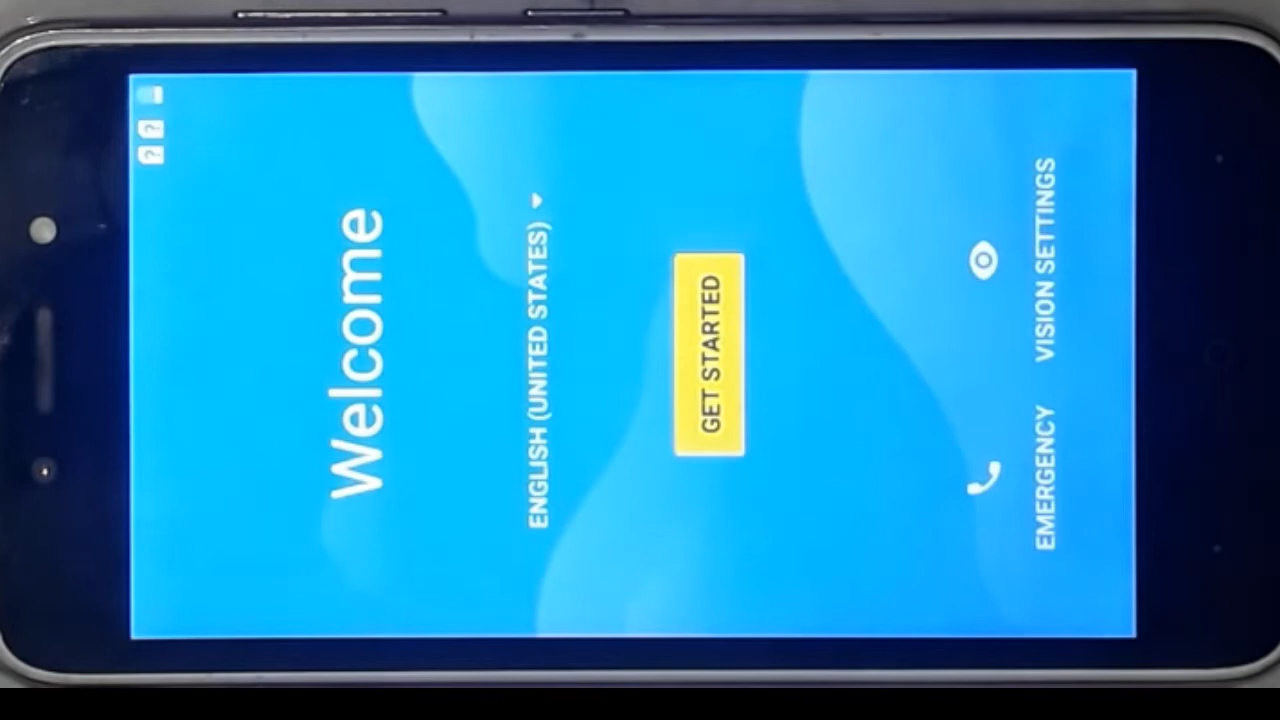 Welcome
ENGLISH (UNITED STATES)
GET STARTED
EMERGENCY
VISION SETTINGS